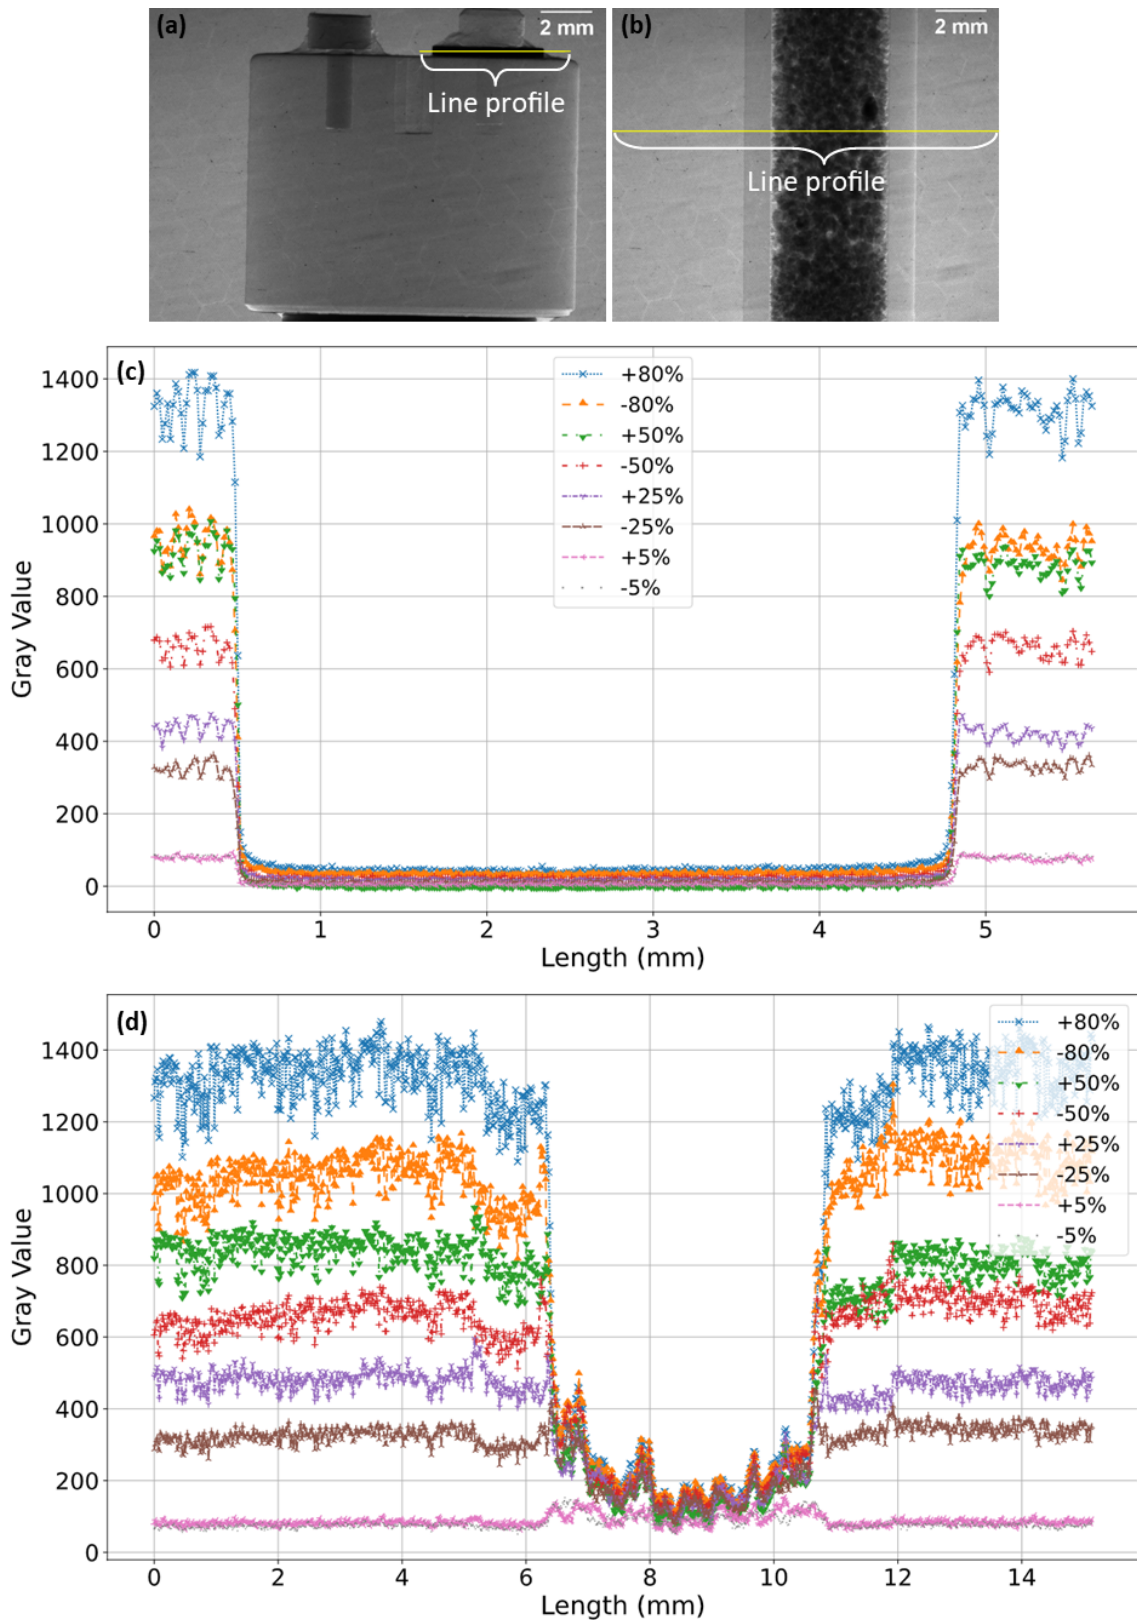 (a)
2 mm
Line profile
(b)
2 mm
Line profile
(c)
+80%
-80%
+50%
-50%
+25%
-25%
+5%
-5%
1400
1200
1000
800
600
400
200
0
Gray Value
0 1 2 3 4 5
Length (mm)
(d)
+80%
-80%
+50%
-50%
+25%
-25%
+5%
-5%
1400
1200
1000
800
600
400
200
0
Gray Value
0 2 4 6 8 10 12 14
Length (mm)